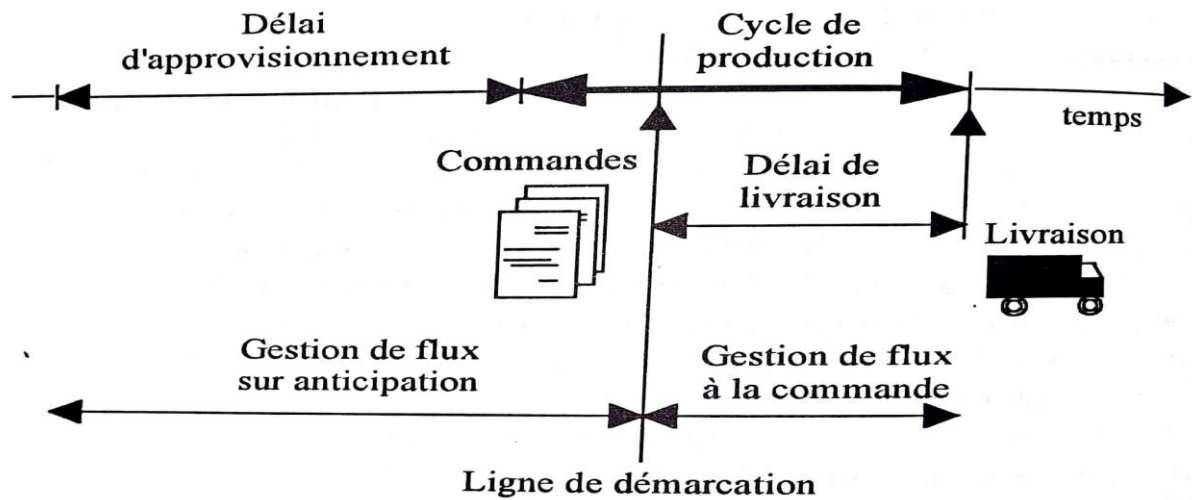 Délai
d'approvisionnement
Cycle de
production
temps
Commandes
Délai de
livraison
Livraison
Gestion de flux
sur anticipation
Gestion de flux
à la commande
Ligne de démarcation